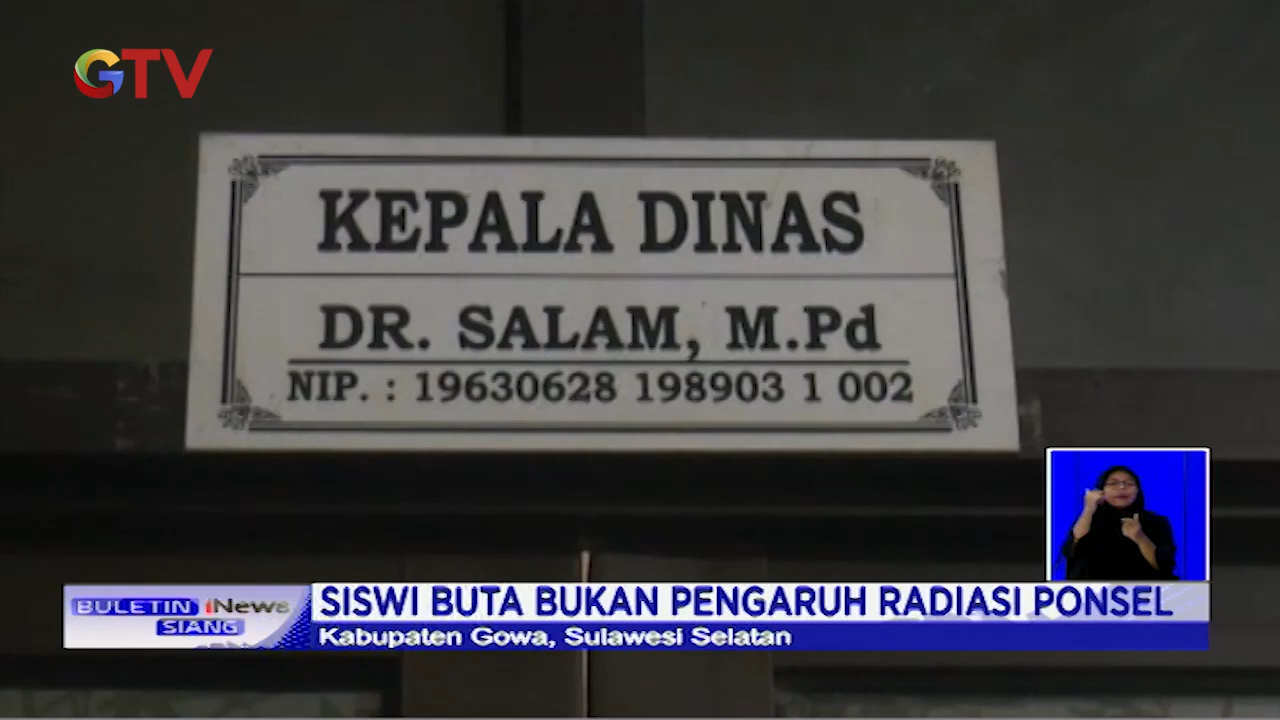 GTV
KEPALA DINAS
DR. SALAM, M.Pd
NIP. : 19630628 198903 1 002
BULETIN iNews
SIANG
SISWI BUTA BUKAN PENGARUH RADIASI PONSEL
Kabupaten Gowa, Sulawesi Selatan